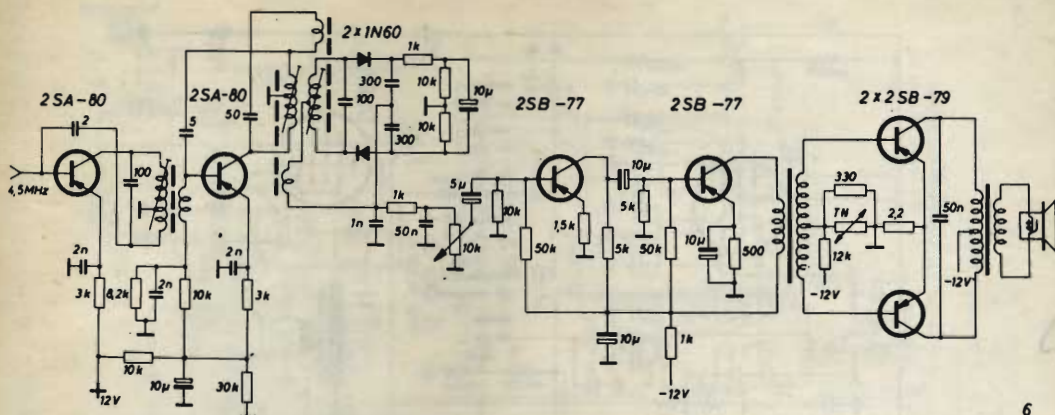 2 x 1N60
1k
300
10k
10µ
2SA-80
2SA-80
50
100
2SB-77
2SB-77
2 x 2SB-79
2
5
300
10k
4,5MHz
100
10µ
330
5µ
1k
10k
5k
TN
2,2
50n
1,5k
10µ
500
12k
1n
50n
10k
50k
5k
50k
-12V
-12V
2n
2n
2n
3k
8,2k
10k
3k
10k
10µ
1k
12V
10µ
30k
-12V
6